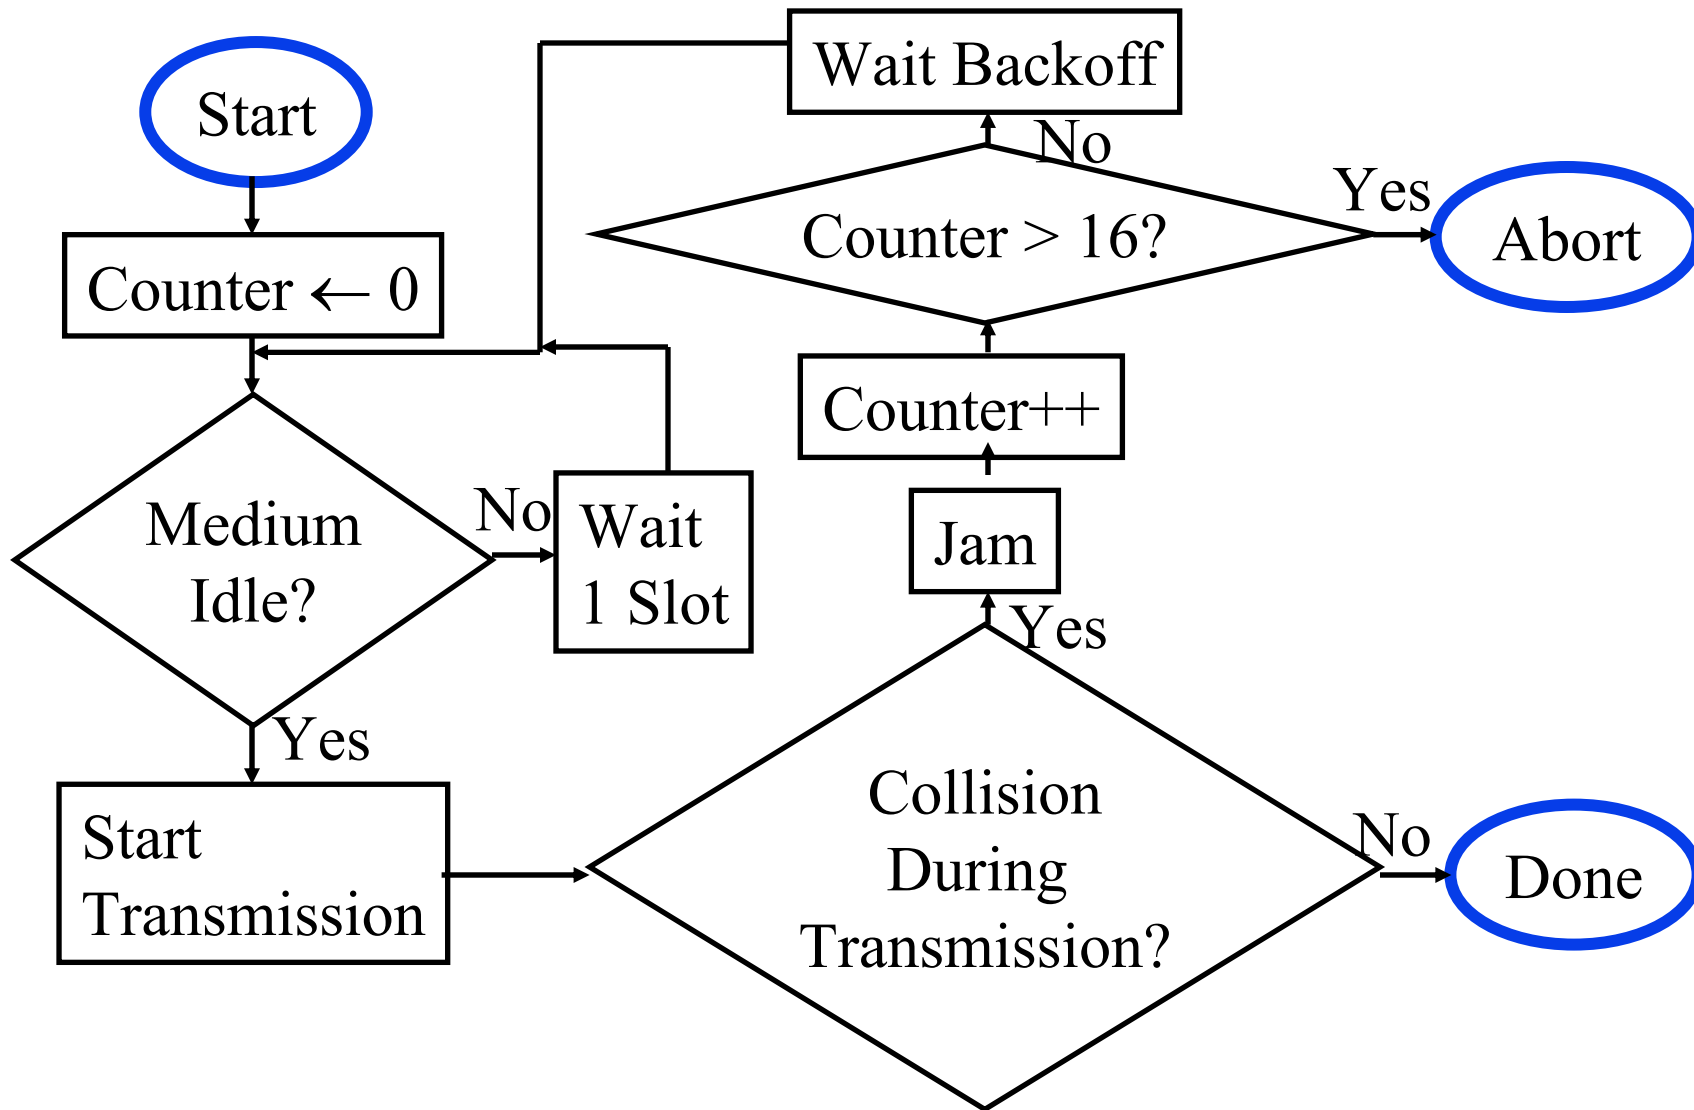 Start
Counter ← 0
Medium
Idle?
No
Wait
1 Slot
Yes
Start
Transmission
Collision
During
Transmission?
No
Done
Yes
Jam
Counter++
Counter > 16?
Yes
Abort
No
Wait Backoff